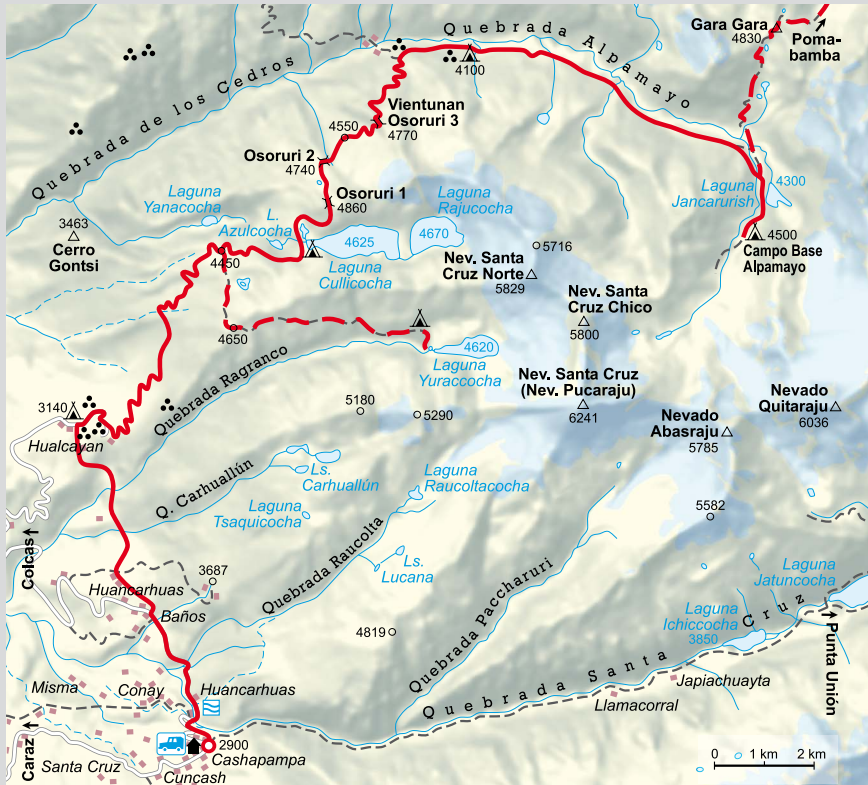 Quebrada Alpamayo
Gara Gara
4830
Poma-
bamba
4100
Quebrada de los Cedros
Vientunan
Osoruri 3
4770
4550
Osoruri 2
4740
Laguna
Yanacocha
Osoruri 1
4860
Laguna
Rajucocha
Laguna
Jancarurish
4300
3463
Cerro
Gontsi
L.
Azulcocha
4625
4670
4500
Campo Base
Alpamayo
4450
Laguna
Cullicocha
5716
Nev. Santa
Cruz Norte
5829
Nev. Santa
Cruz Chico
5800
4650
4620
Laguna
Yuraccocha
Quebrada Ragranco
Nev. Santa Cruz
(Nev. Pucaraju)
6241
Nevado
Quitaraju
6036
Nevado
Abasraju
5785
3140
Hualcayan
5180
5290
Q. Carhuallún
Ls.
Carhuallún
Laguna
Raucoltacocha
Laguna
Tsaquicocha
5582
Colcas
Quebrada Raucolta
Ls.
Lucana
Huancarhuas
3687
Baños
Quebrada Paccharuri
Laguna
Jatuncocha
Laguna
Ichiccocha
3850
4819
Quebrada Santa Cruz
Punta Unión
Misma
Conay
Huancarhuas
Japiachuayta
Llamacorral
Caraz
2900
Cashapampa
Santa Cruz
Cuncash
0 1 km 2 km